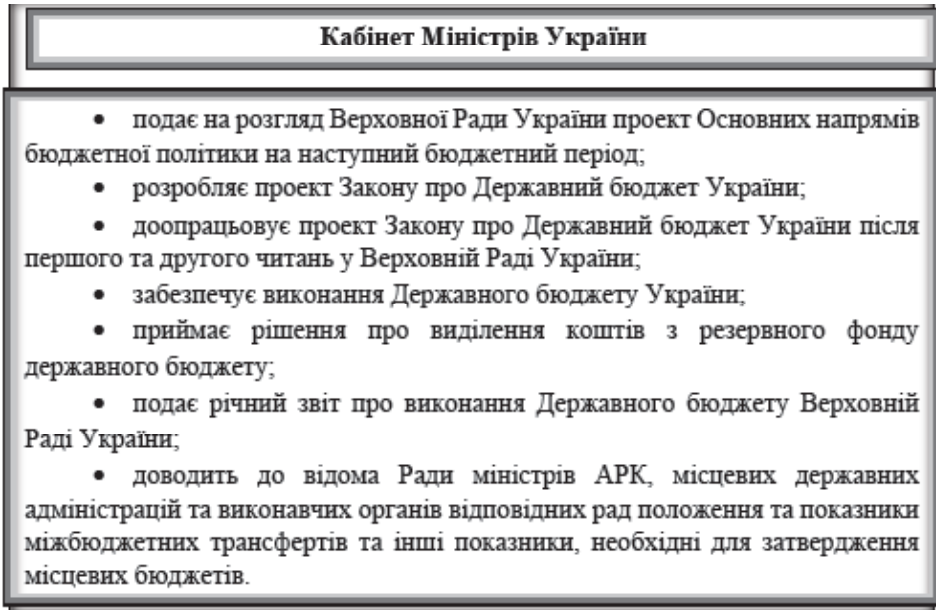 Кабінет Міністрів України
• подає на розгляд Верховної Ради України проект Основних напрямів
бюджетної політики на наступний бюджетний період;
• розробляє проект Закону про Державний бюджет України;
• доопрацьовує проект Закону про Державний бюджет України після
першого та другого читань у Верховній Раді України;
• забезпечує виконання Державного бюджету України;
• приймає рішення про виділення коштів з резервного фонду
державного бюджету;
• подає річний звіт про виконання Державного бюджету Верховній
Раді України;
• доводить до відома Ради міністрів АРК, місцевих державних
адміністрацій та виконавчих органів відповідних рад положення та показники
міжбюджетних трансфертів та інші показники, необхідні для затвердження
місцевих бюджетів.